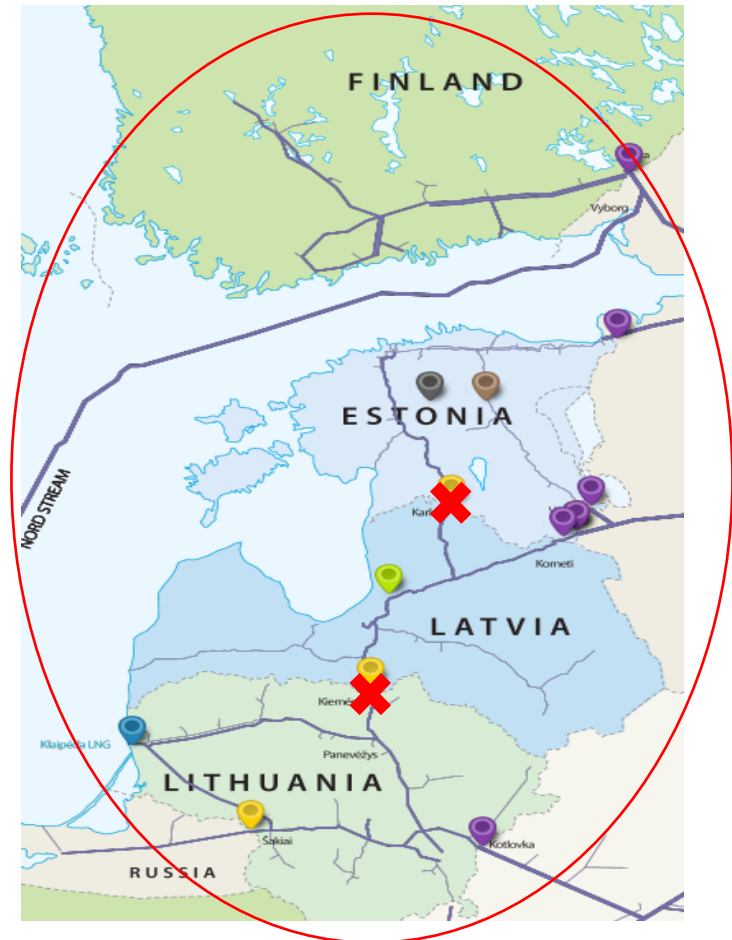 FINLAND
Vyborg
ESTONIA
NORD STREAM
Korneti
LATVIA
Klaipėda LNG
Panevėžys
LITHUANIA
Šakiai
Kotlovka
RUSSIA